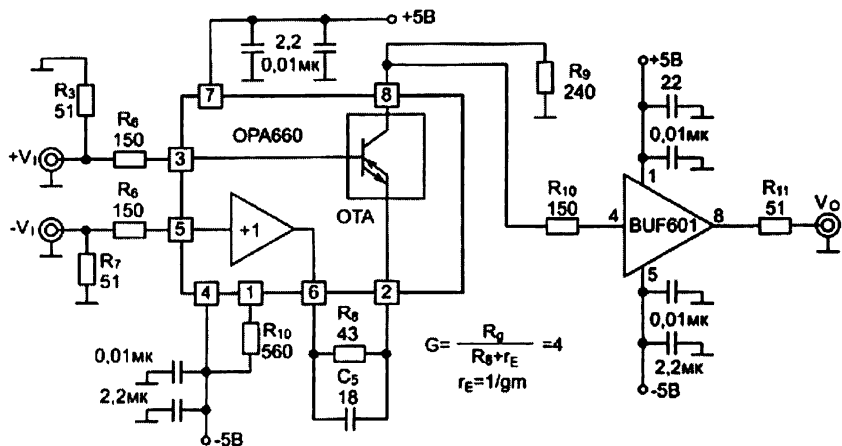 +5В
2,2
0,01мк
R3
51
R6
150
+VI
3
7
8
OPA660
OTA
R9
240
+5В
22
0,01мк
1
R10
150
4
BUF601
8
R11
51
VO
5
0,01мк
2,2мк
-5В
-VI
R6
150
5
+1
R7
51
4
1
6
2
R10
560
R8
43
C5
18
0,01мк
2,2мк
-5В
G= Rg / R8+rE =4
rE=1/gm